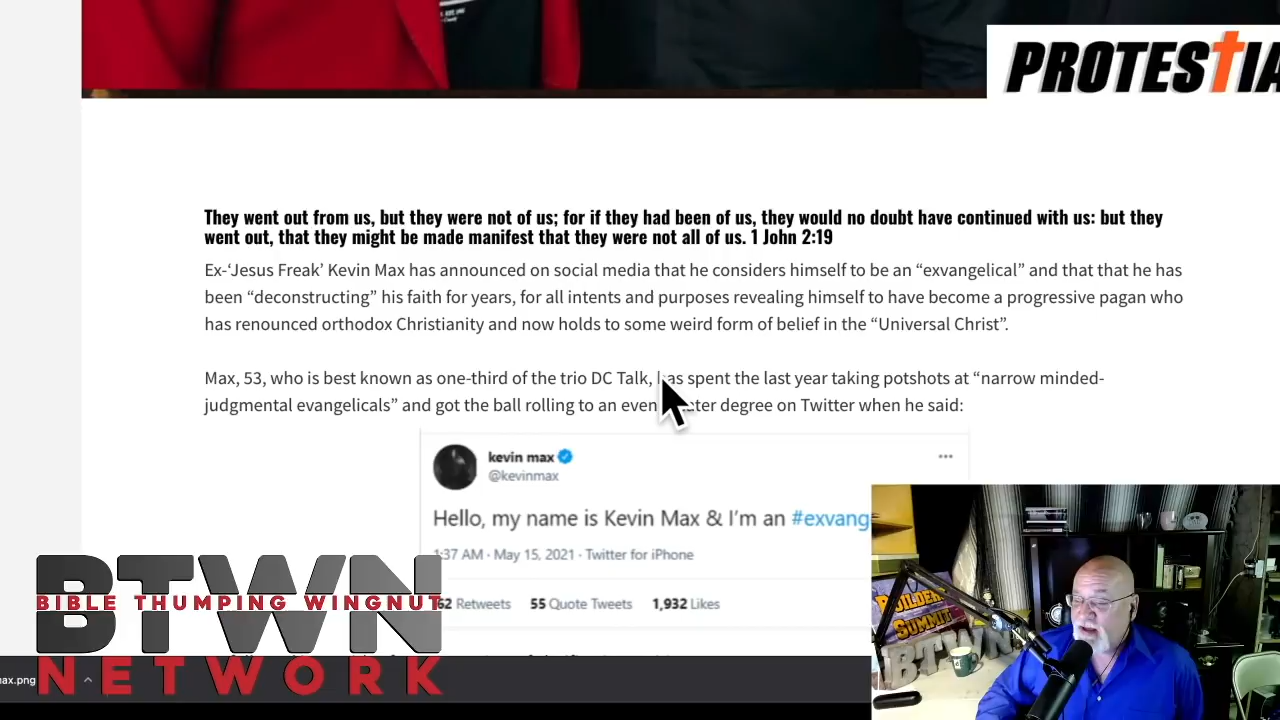 PROTESTIA
They went out from us, but they were not of us; for if they had been of us, they would no doubt have continued with us: but they
went out, that they might be made manifest that they were not all of us. 1 John 2:19
Ex-‘Jesus Freak’ Kevin Max has announced on social media that he considers himself to be an “exvangelical” and that that he has
been “deconstructing” his faith for years, for all intents and purposes revealing himself to have become a progressive pagan who
has renounced orthodox Christianity and now holds to some weird form of belief in the “Universal Christ”.
Max, 53, who is best known as one-third of the trio DC Talk, has spent the last year taking potshots at “narrow minded-
judgmental evangelicals” and got the ball rolling to an even degree on Twitter when he said:
kevin max
@kevinmax
Hello, my name is Kevin Max & I’m an #exvang
1:37 AM · May 15, 2021 · Twitter for iPhone
62 Retweets 55 Quote Tweets 1,932 Likes
BTWN
BIBLE THUMPING WINGNUT
NETWORK
max.png
BUILDERS
SUMMIT
BTWN